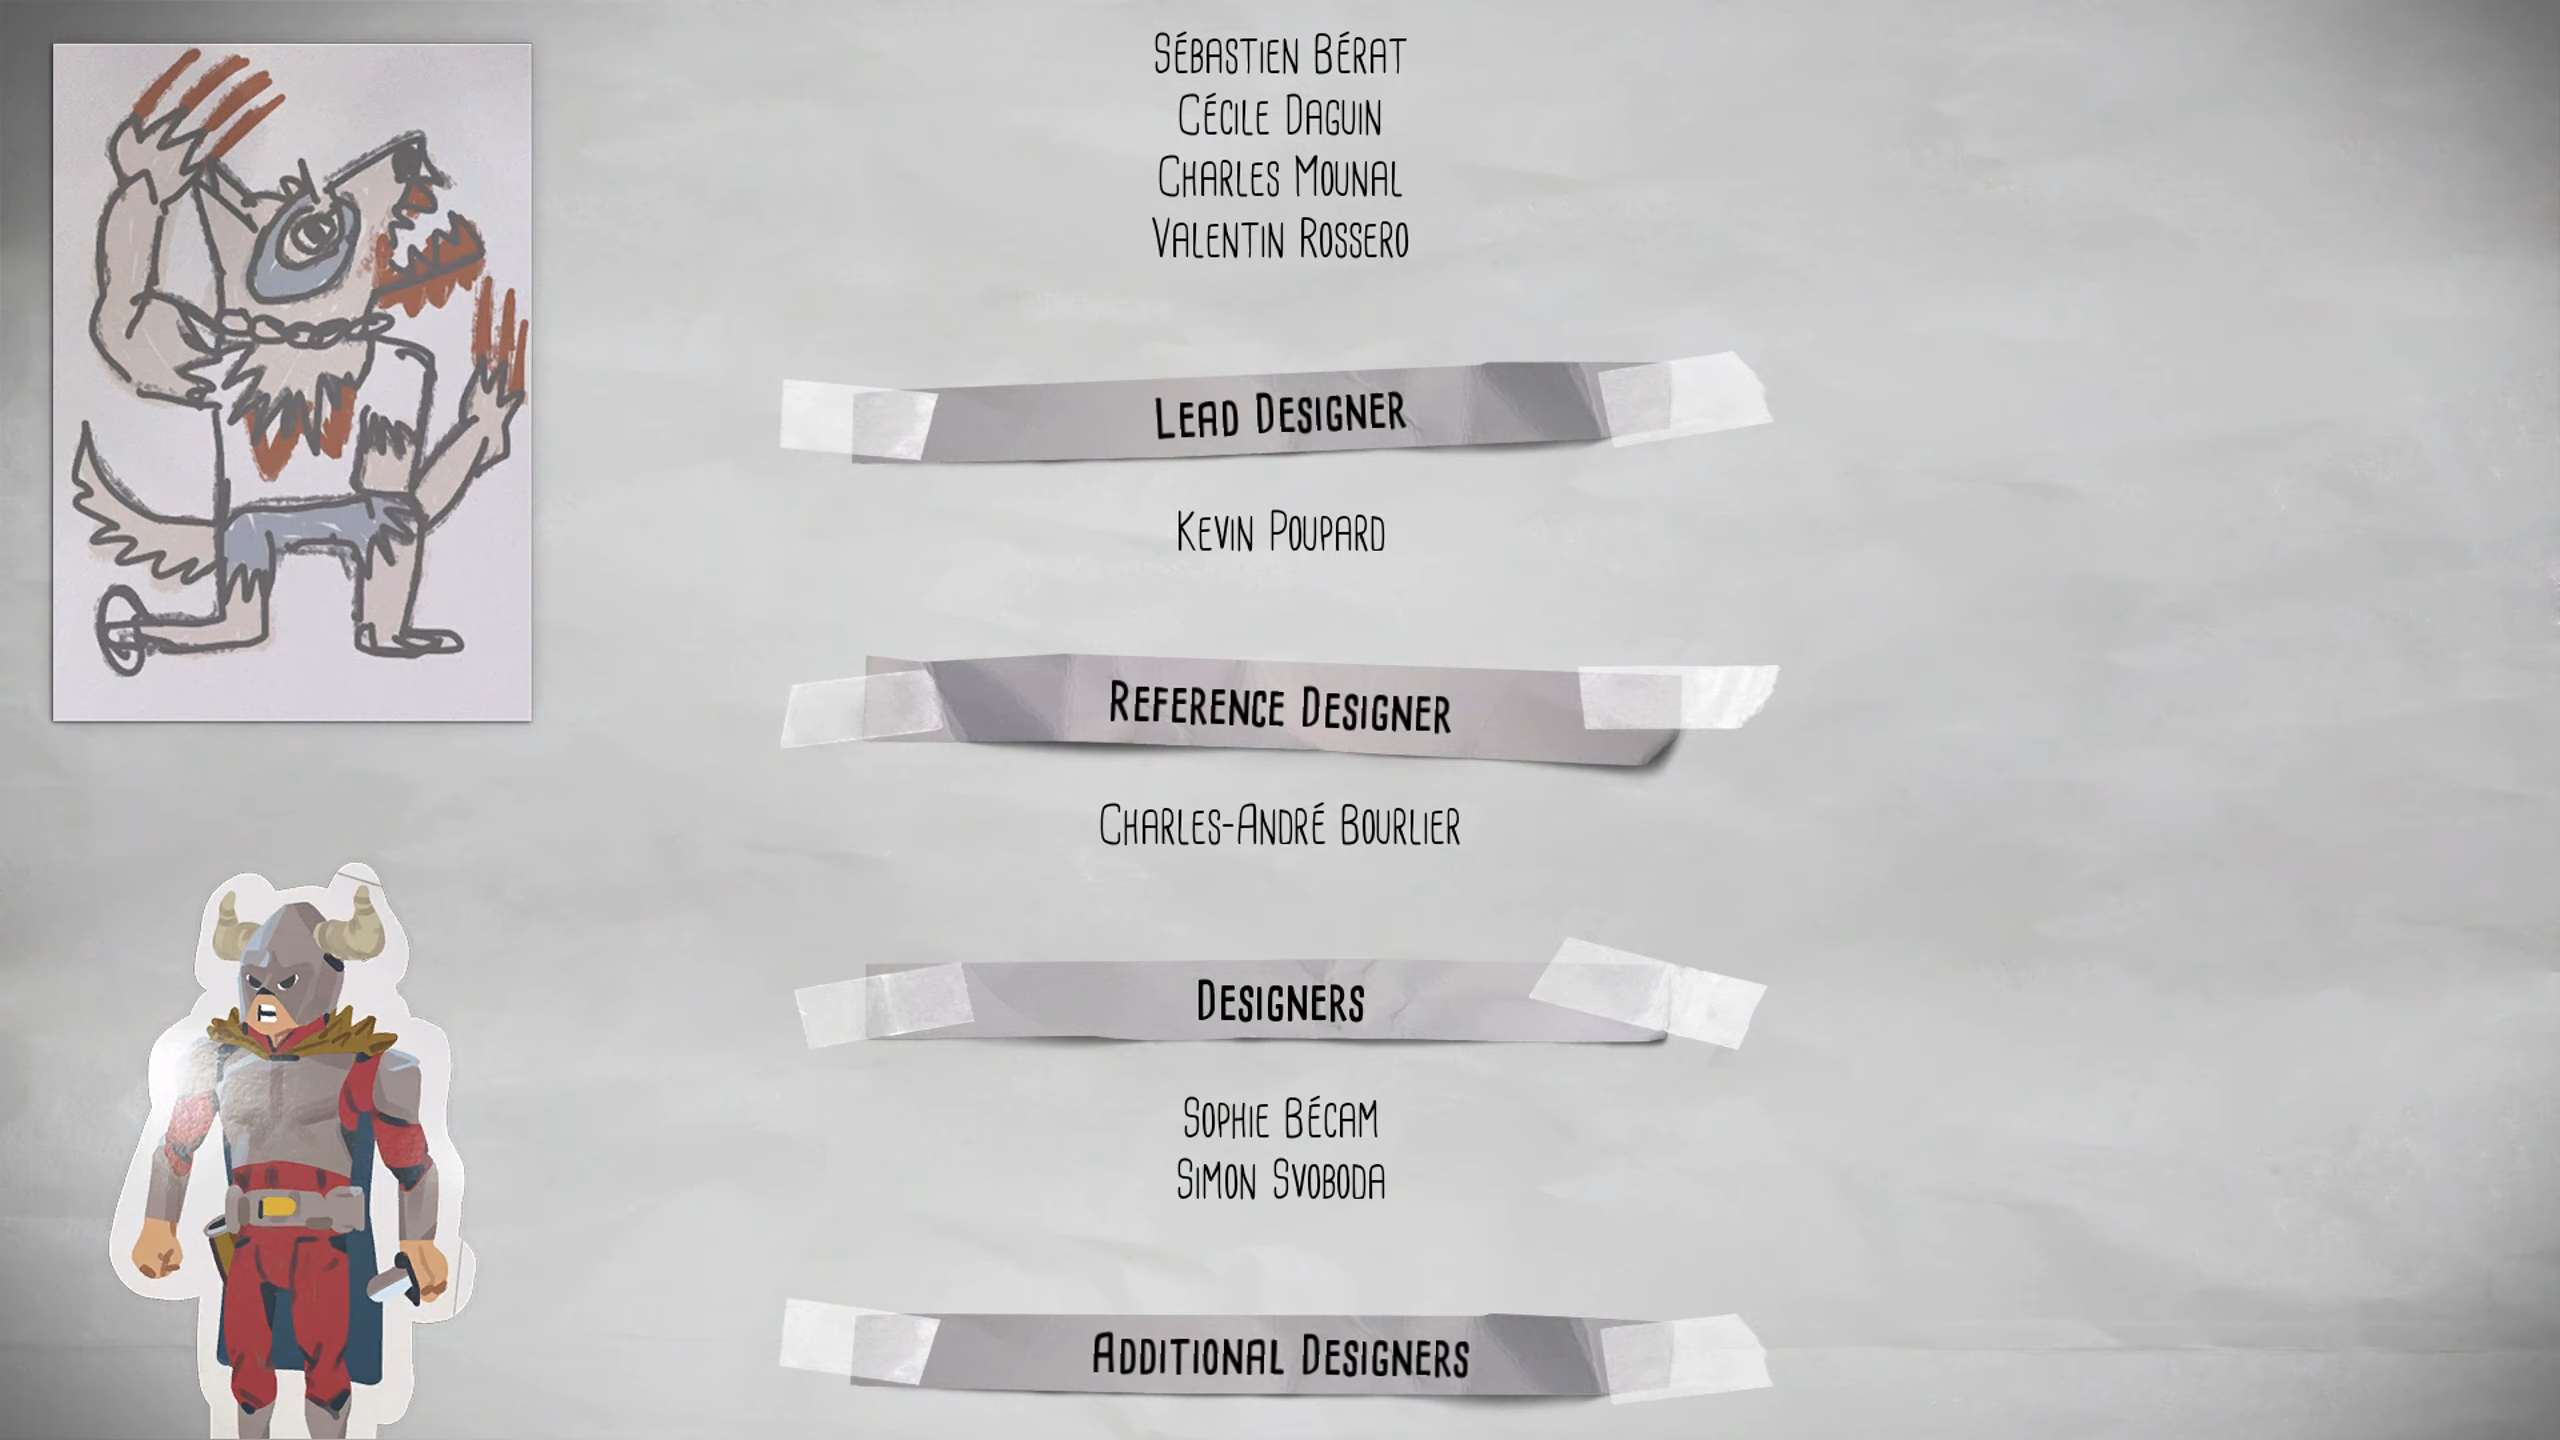 Sébastien Bérat
Cécile Daguin
Charles Mounal
Valentin Rossero
Lead Designer
Kevin Poupard
Reference Designer
Charles-André Bourlier
Designers
Sophie Bécam
Simon Svoboda
Additional Designers